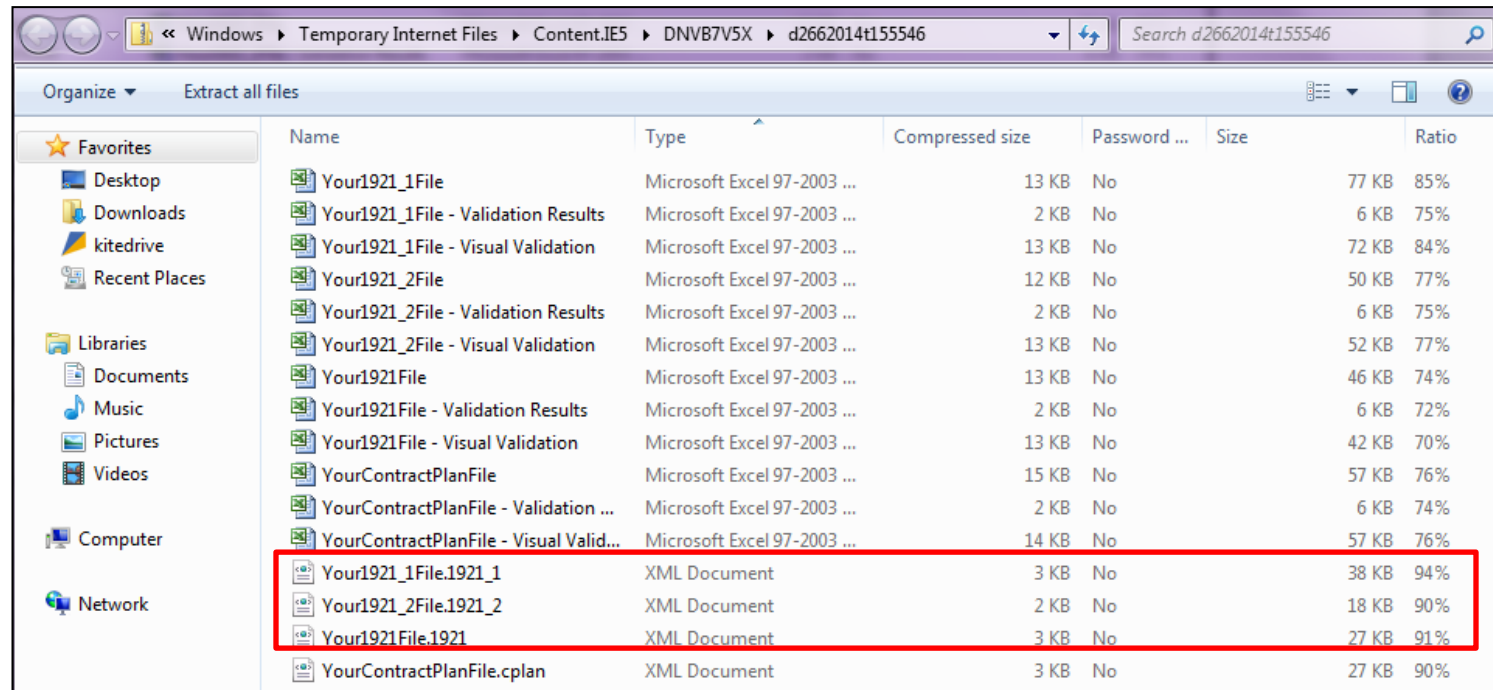 « Windows ▸ Temporary Internet Files ▸ Content.IE5 ▸ DNVB7V5X ▸ d2662014t155546 Search d2662014t155546
Organize Extract all files
Name Type Compressed size Password ... Size Ratio
Favorites
Desktop Your1921_1File Microsoft Excel 97-2003 ... 13 KB No 77 KB 85%
Downloads Your1921_1File - Validation Results Microsoft Excel 97-2003 ... 2 KB No 6 KB 75%
kitedrive Your1921_1File - Visual Validation Microsoft Excel 97-2003 ... 13 KB No 72 KB 84%
Recent Places Your1921_2File Microsoft Excel 97-2003 ... 12 KB No 50 KB 77%
Your1921_2File - Validation Results Microsoft Excel 97-2003 ... 2 KB No 6 KB 75%
Libraries Your1921_2File - Visual Validation Microsoft Excel 97-2003 ... 13 KB No 52 KB 77%
Documents Your1921File Microsoft Excel 97-2003 ... 13 KB No 46 KB 74%
Music Your1921File - Validation Results Microsoft Excel 97-2003 ... 2 KB No 6 KB 72%
Pictures Your1921File - Visual Validation Microsoft Excel 97-2003 ... 13 KB No 42 KB 70%
Videos YourContractPlanFile Microsoft Excel 97-2003 ... 15 KB No 57 KB 76%
YourContractPlanFile - Validation ... Microsoft Excel 97-2003 ... 2 KB No 6 KB 74%
Computer YourContractPlanFile - Visual Valid... Microsoft Excel 97-2003 ... 14 KB No 57 KB 76%
Your1921_1File.1921_1 XML Document 3 KB No 38 KB 94%
Network Your1921_2File.1921_2 XML Document 2 KB No 18 KB 90%
Your1921File.1921 XML Document 3 KB No 27 KB 91%
YourContractPlanFile.cplan XML Document 3 KB No 27 KB 90%